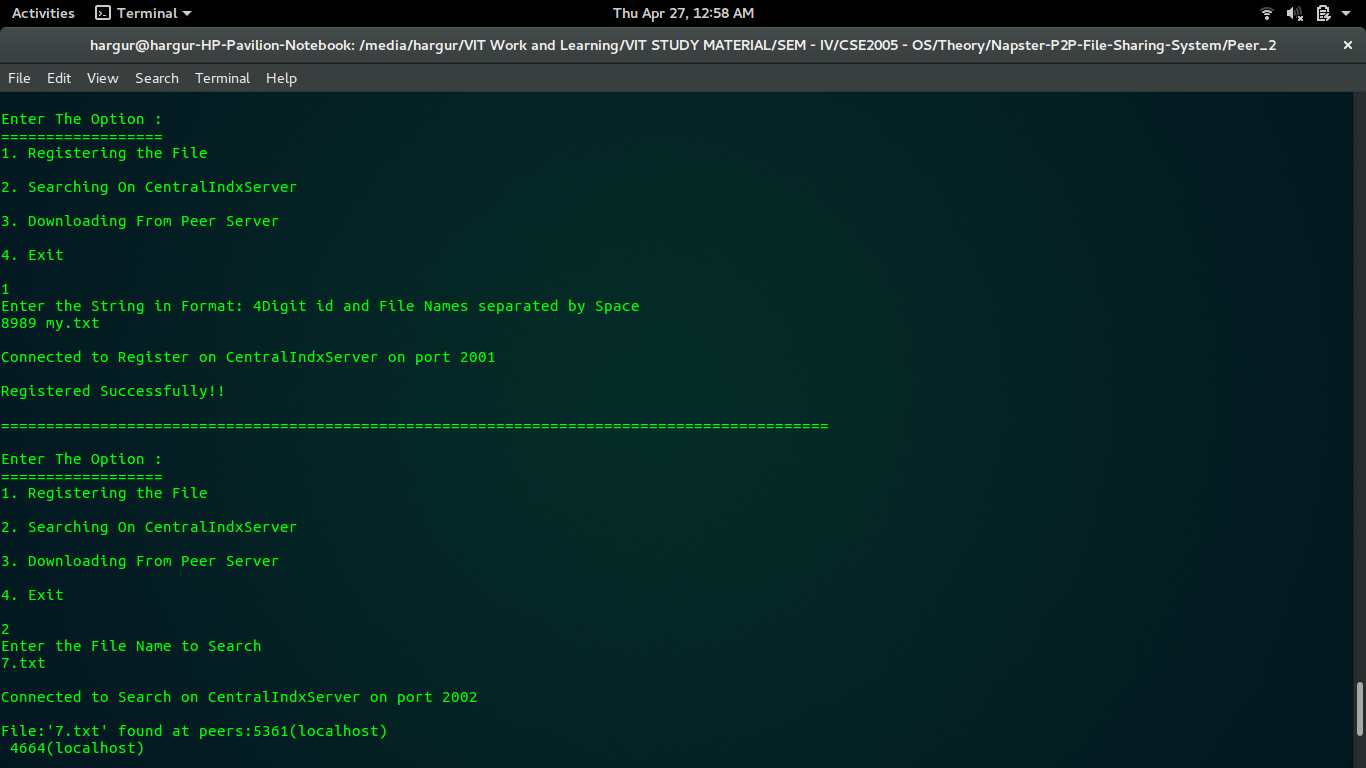 Activities Terminal Thu Apr 27, 12:58 AM
hargur@hargur-HP-Pavilion-Notebook: /media/hargur/VIT Work and Learning/VIT STUDY MATERIAL/SEM - IV/CSE2005 - OS/Theory/Napster-P2P-File-Sharing-System/Peer_2 ×
File Edit View Search Terminal Help
Enter The Option :
==================
1. Registering the File
2. Searching On CentralIndxServer
3. Downloading From Peer Server
4. Exit
1
Enter the String in Format: 4Digit id and File Names separated by Space
8989 my.txt
Connected to Register on CentralIndxServer on port 2001
Registered Successfully!!
============================================================================================
Enter The Option :
==================
1. Registering the File
2. Searching On CentralIndxServer
3. Downloading From Peer Server
4. Exit
2
Enter the File Name to Search
7.txt
Connected to Search on CentralIndxServer on port 2002
File:'7.txt' found at peers:5361(localhost)
4664(localhost)